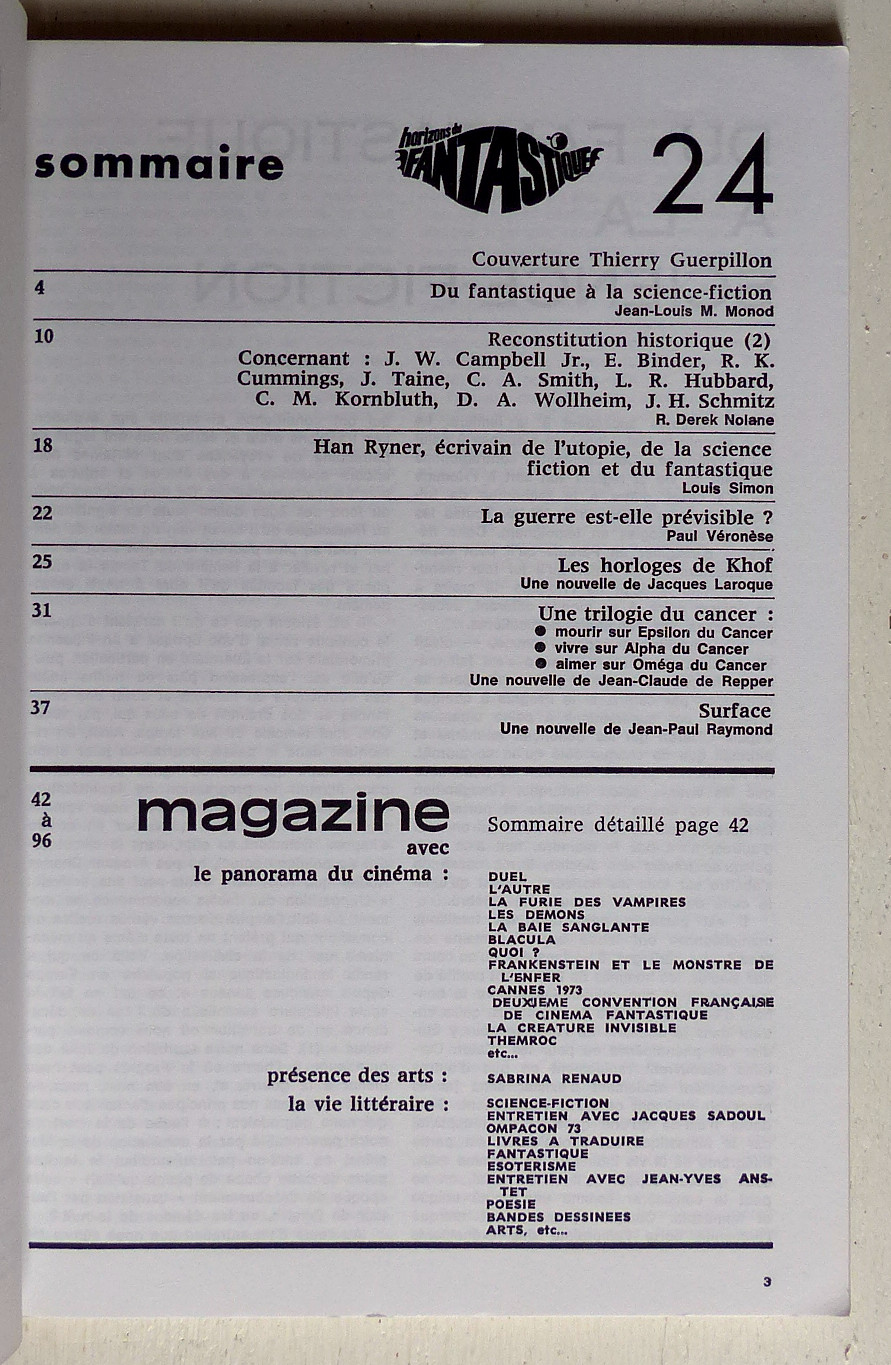 sommaire
horizons du
FANTASTIQUE
24
Couverture Thierry Guerpillon
4
Du fantastique à la science-fiction
Jean-Louis M. Monod
10
Reconstitution historique (2)
Concernant : J. W. Campbell Jr., E. Binder, R. K.
Cummings, J. Taine, C. A. Smith, L. R. Hubbard,
C. M. Kornbluth, D. A. Wollheim, J. H. Schmitz
R. Derek Nolane
18
Han Ryner, écrivain de l'utopie, de la science
fiction et du fantastique
Louis Simon
22
La guerre est-elle prévisible ?
Paul Véronèse
25
Les horloges de Khof
Une nouvelle de Jacques Laroque
31
Une trilogie du cancer :
● mourir sur Epsilon du Cancer
● vivre sur Alpha du Cancer
● aimer sur Oméga du Cancer
Une nouvelle de Jean-Claude de Repper
37
Surface
Une nouvelle de Jean-Paul Raymond
42
à
96
magazine
avec
Sommaire détaillé page 42
le panorama du cinéma :
DUEL
L'AUTRE
LA FURIE DES VAMPIRES
LES DEMONS
LA BAIE SANGLANTE
BLACULA
QUOI ?
FRANKENSTEIN ET LE MONSTRE DE
L'ENFER
CANNES 1973
DEUXIEME CONVENTION FRANÇAISE
DE CINEMA FANTASTIQUE
LA CREATURE INVISIBLE
THEMROC
etc...
présence des arts :
SABRINA RENAUD
la vie littéraire :
SCIENCE-FICTION
ENTRETIEN AVEC JACQUES SADOUL
OMPACON 73
LIVRES A TRADUIRE
FANTASTIQUE
ESOTERISME
ENTRETIEN AVEC JEAN-YVES ANS-
TET
POESIE
BANDES DESSINEES
ARTS, etc...
3